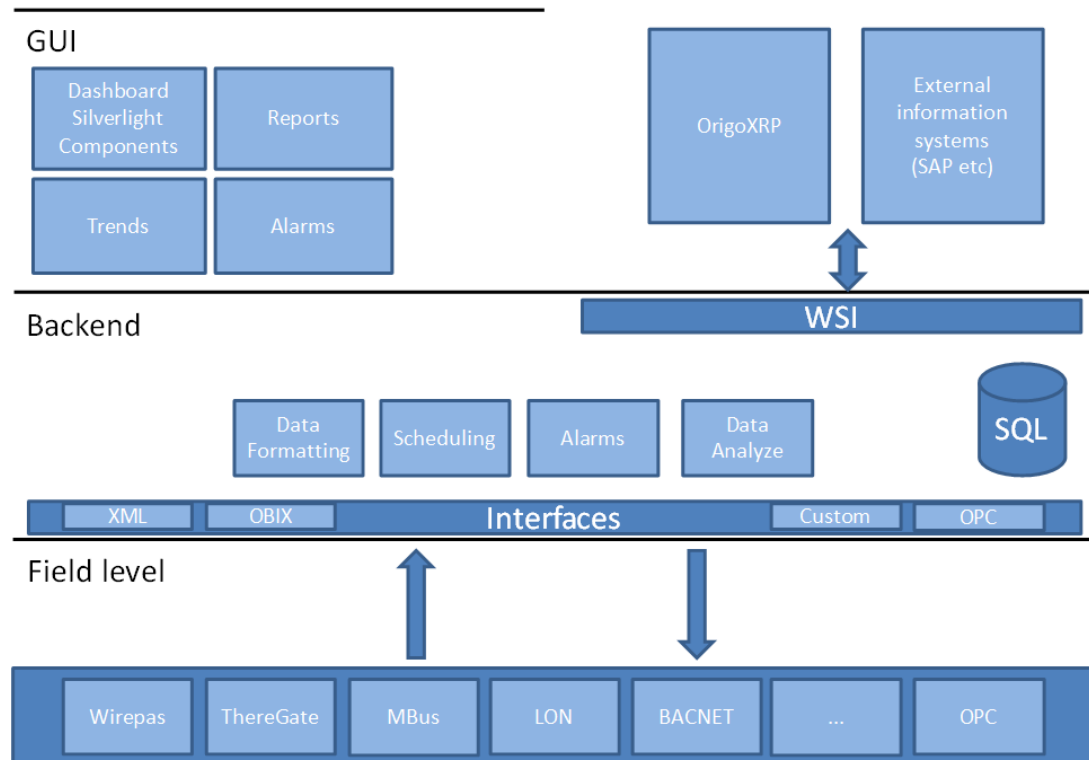 GUI
Dashboard
Silverlight
Components
Reports
Trends
Alarms
OrigoXRP
External
information
systems
(SAP etc)
Backend
WSI
Data
Formatting
Scheduling
Alarms
Data
Analyze
SQL
XML
OBIX
Interfaces
Custom
OPC
Field level
Wirepas
ThereGate
MBus
LON
BACNET
...
OPC